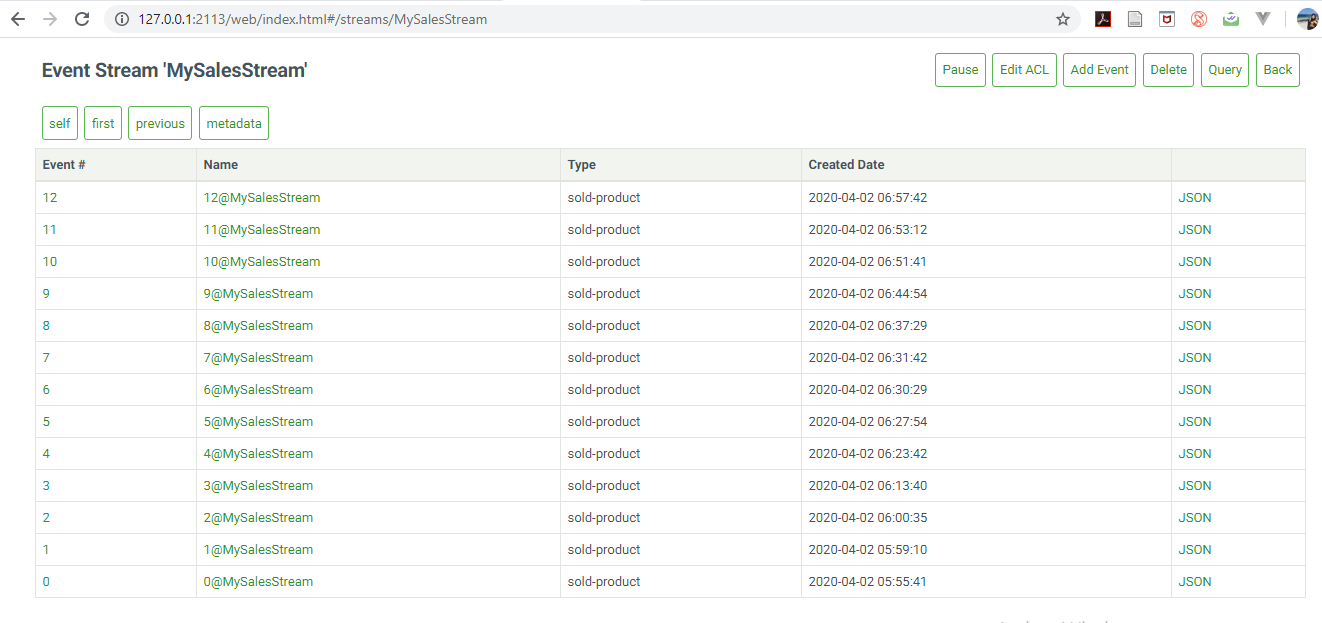 127.0.0.1:2113/web/index.html#/streams/MySalesStream
Event Stream 'MySalesStream'
Pause Edit ACL Add Event Delete Query Back
self first previous metadata
Event # Name Type Created Date
12 12@MySalesStream sold-product 2020-04-02 06:57:42 JSON
11 11@MySalesStream sold-product 2020-04-02 06:53:12 JSON
10 10@MySalesStream sold-product 2020-04-02 06:51:41 JSON
9 9@MySalesStream sold-product 2020-04-02 06:44:54 JSON
8 8@MySalesStream sold-product 2020-04-02 06:37:29 JSON
7 7@MySalesStream sold-product 2020-04-02 06:31:42 JSON
6 6@MySalesStream sold-product 2020-04-02 06:30:29 JSON
5 5@MySalesStream sold-product 2020-04-02 06:27:54 JSON
4 4@MySalesStream sold-product 2020-04-02 06:23:42 JSON
3 3@MySalesStream sold-product 2020-04-02 06:13:40 JSON
2 2@MySalesStream sold-product 2020-04-02 06:00:35 JSON
1 1@MySalesStream sold-product 2020-04-02 05:59:10 JSON
0 0@MySalesStream sold-product 2020-04-02 05:55:41 JSON